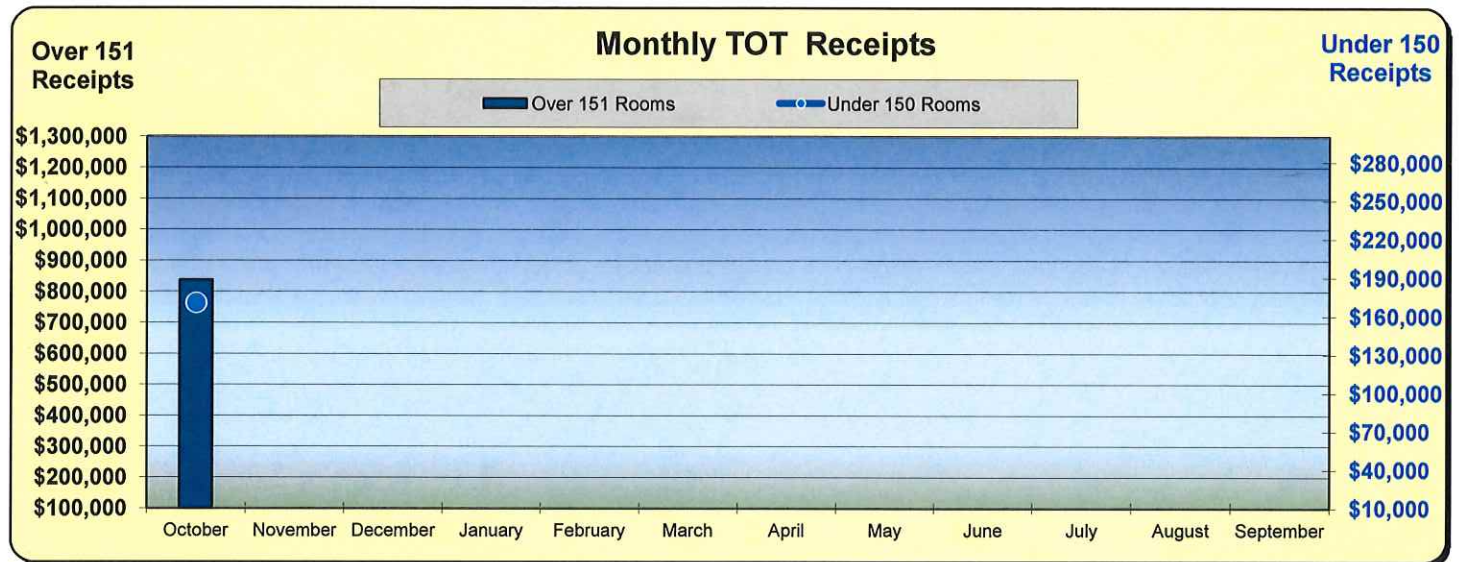 Over 151
Receipts
Monthly TOT Receipts
Under 150
Receipts
Over 151 Rooms
Under 150 Rooms
$1,300,000
$1,200,000
$1,100,000
$1,000,000
$900,000
$800,000
$700,000
$600,000
$500,000
$400,000
$300,000
$200,000
$100,000
$280,000
$250,000
$220,000
$190,000
$160,000
$130,000
$100,000
$70,000
$40,000
$10,000
October November December January February March April May June July August September